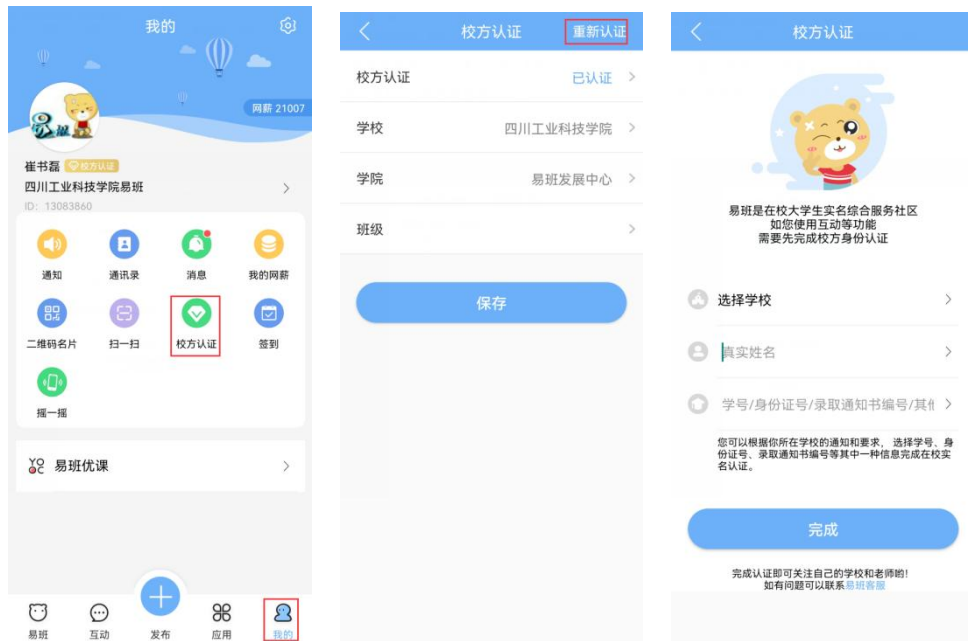 我的
网薪 21007
易班
崔书磊 校方认证
四川工业科技学院易班
ID: 13083860
通知 通讯录 消息 我的网薪
二维码名片 扫一扫 校方认证 签到
摇一摇
易班优课
易班 互动 发布 应用 我的
校方认证 重新认证
校方认证 已认证
学校 四川工业科技学院
学院 易班发展中心
班级
保存
校方认证
易班是在校大学生实名综合服务社区
如您使用互动等功能
需要先完成校方身份认证
选择学校
真实姓名
学号/身份证号/录取通知书编号/其他
您可以根据你所在学校的通知和要求，选择学号、身
份证号、录取通知书编号等其中一种信息完成在校实
名认证。
完成
完成认证即可关注自己的学校和老师哟!
如有问题可以联系易班客服